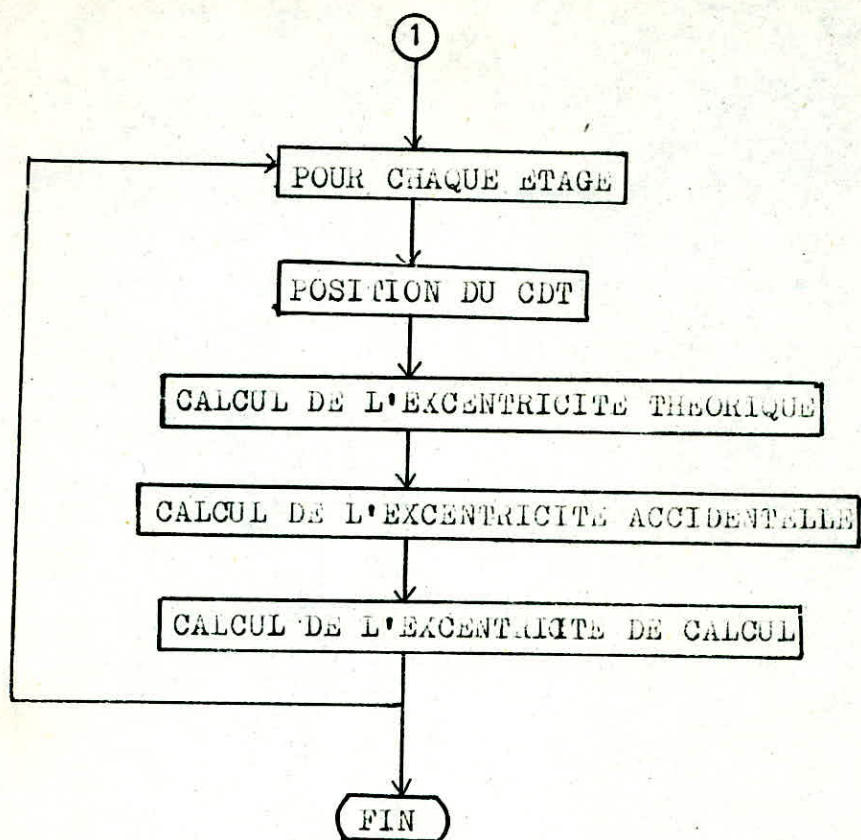 1
POUR CHAQUE ETAGE
POSITION DU CDT
CALCUL DE L'EXCENTRICITE THEORIQUE
CALCUL DE L'EXCENTRICITE ACCIDENTELLE
CALCUL DE L'EXCENTRICITE DE CALCUL
FIN